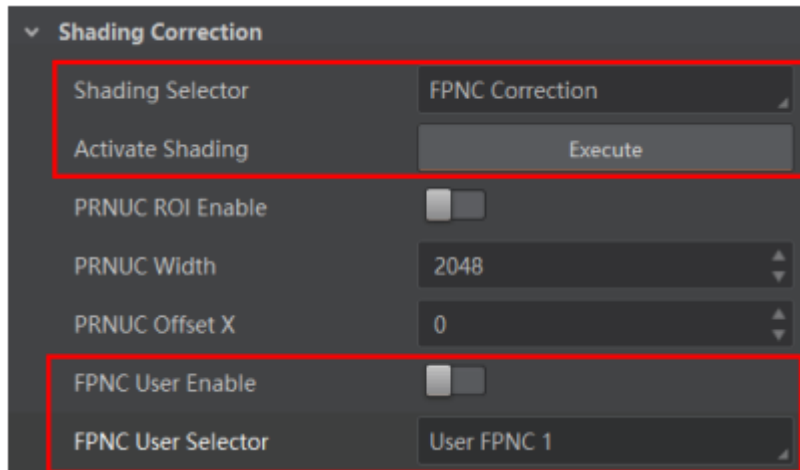 Shading Correction
Shading Selector FPNC Correction
Activate Shading Execute
PRNUC ROI Enable
PRNUC Width 2048
PRNUC Offset X 0
FPNC User Enable
FPNC User Selector User FPNC 1